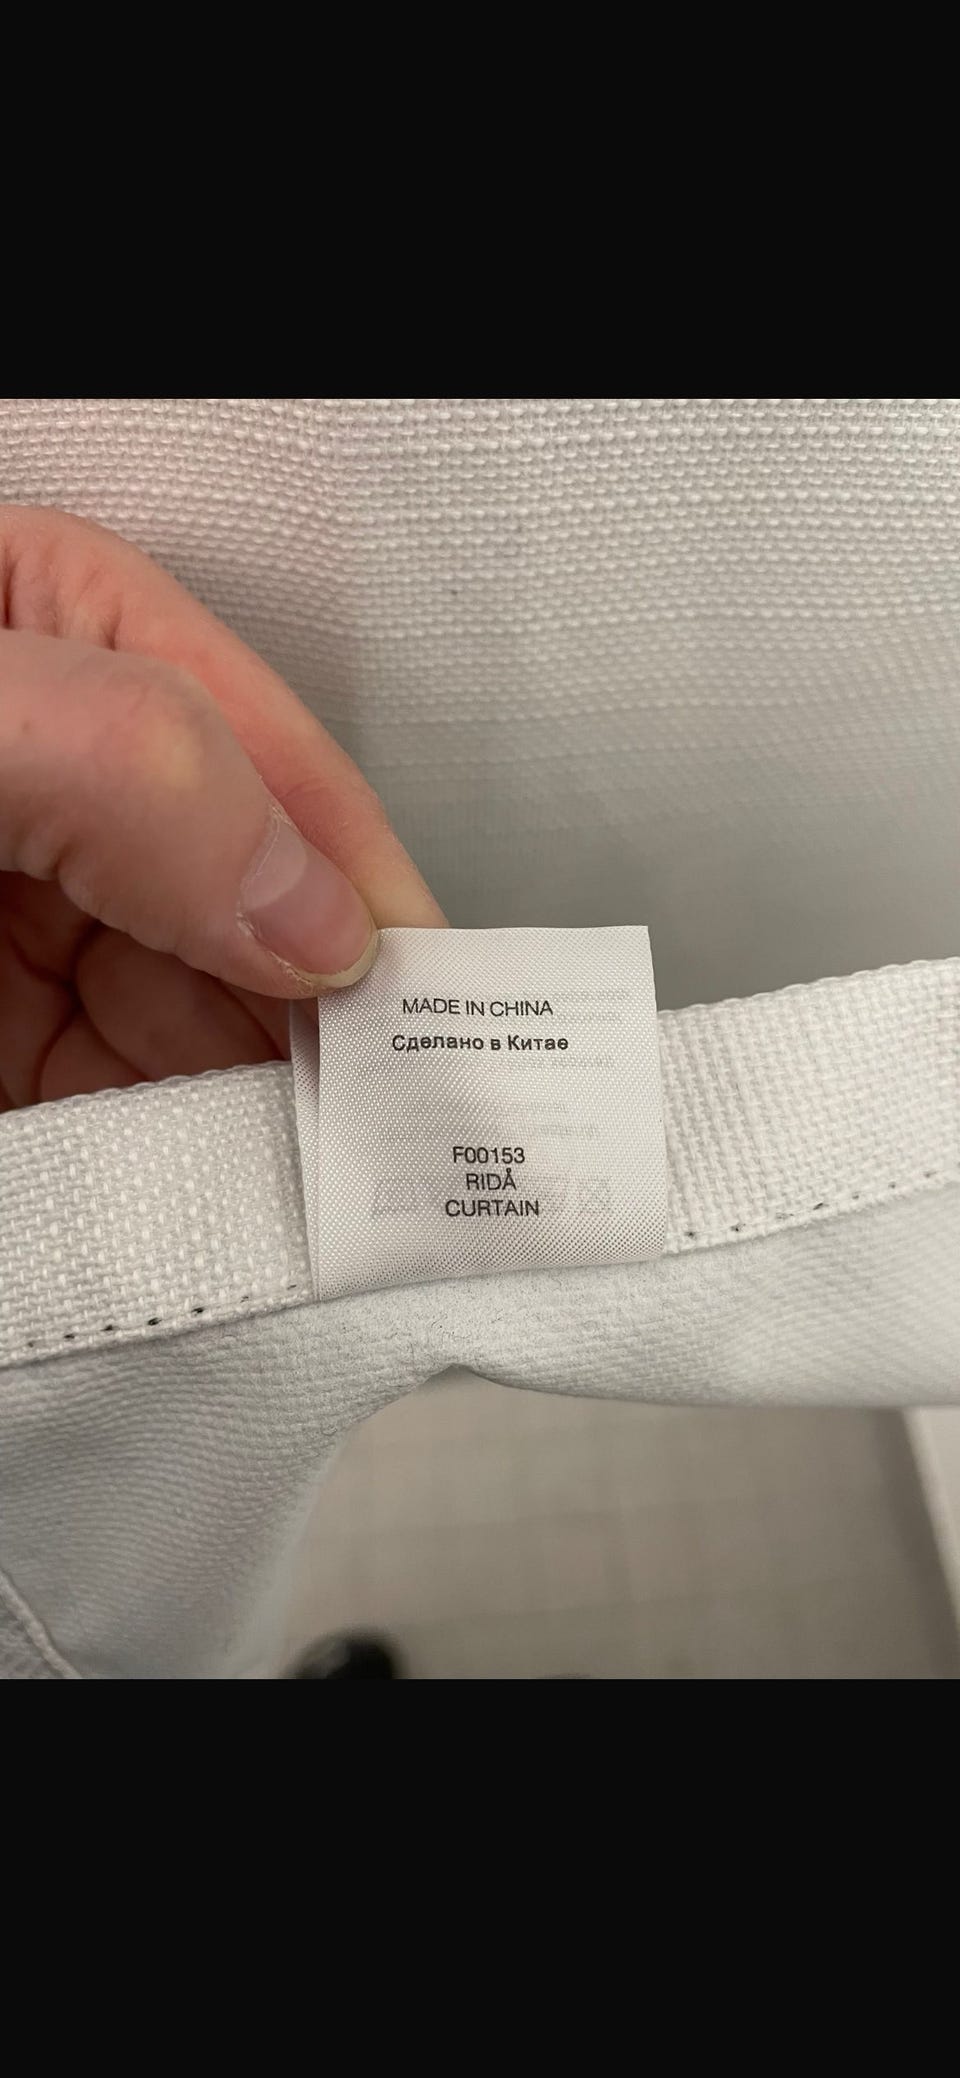 MADE IN CHINA
Сделано в Китае
F00153
RIDÅ
CURTAIN